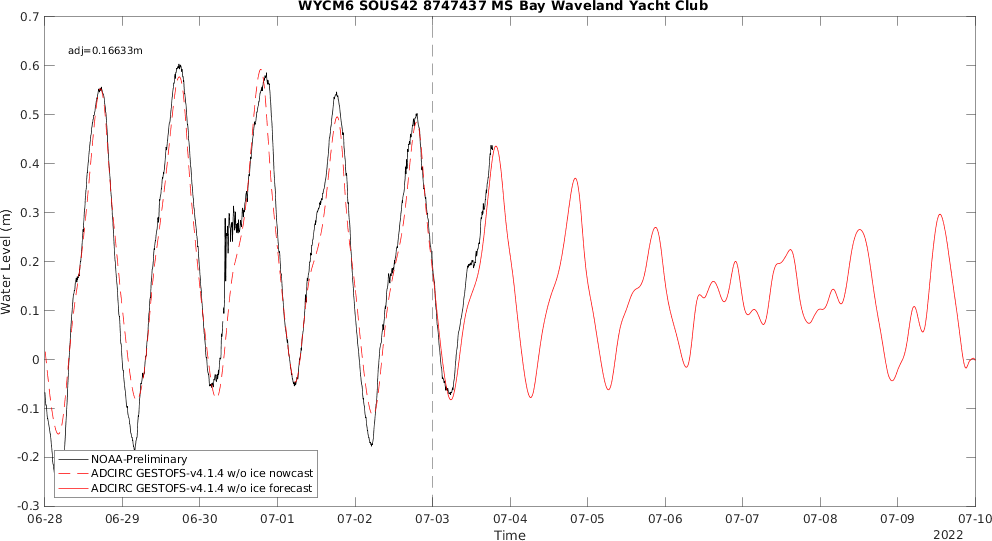 WYCM6 SOUS42 8747437 MS Bay Waveland Yacht Club
adj=0.16633m
0.7
0.6
0.5
0.4
0.3
0.2
0.1
0
-0.1
-0.2
-0.3
Water Level (m)
NOAA-Preliminary
ADCIRC GESTOFS-v4.1.4 w/o ice nowcast
ADCIRC GESTOFS-v4.1.4 w/o ice forecast
06-28 06-29 06-30 07-01 07-02 07-03 07-04 07-05 07-06 07-07 07-08 07-09 07-10
Time
2022